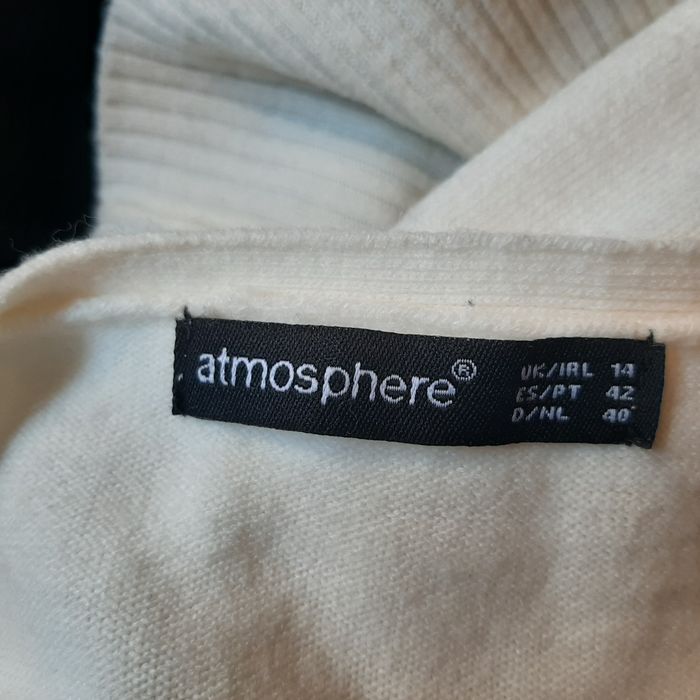 atmosphere®
UK/IRL 14
ES/PT 42
D/NL 40